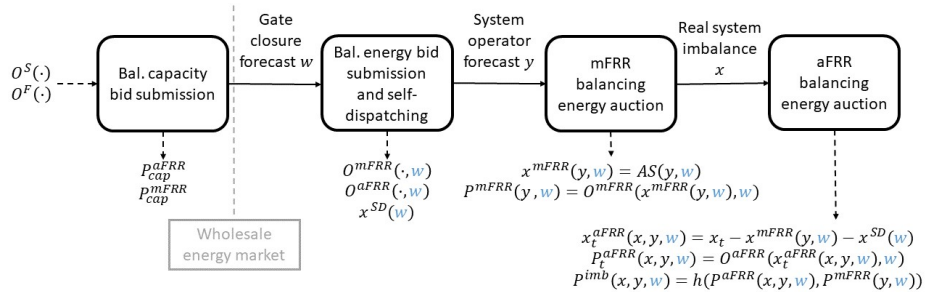 O^S(·)
O^F(·)
Bal. capacity
bid submission
P_cap^aFRR
P_cap^mFRR
Wholesale
energy market
Gate
closure
forecast w
Bal. energy bid
submission
and self-
dispatching
O^mFRR(·,w)
O^aFRR(·,w)
x^SD(w)
System
operator
forecast y
mFRR
balancing
energy auction
x^mFRR(y,w) = AS(y,w)
P^mFRR(y,w) = O^mFRR(x^mFRR(y,w),w)
Real system
imbalance
x
aFRR
balancing
energy auction
x_t^aFRR(x,y,w) = x_t − x^mFRR(y,w) − x^SD(w)
P_t^aFRR(x,y,w) = O^aFRR(x_t^aFRR(x,y,w),w)
P^imb(x,y,w) = h(P^aFRR(x,y,w),P^mFRR(y,w))